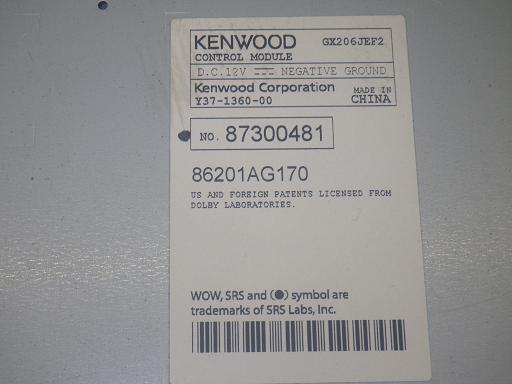 KENWOOD GX206JEF2
CONTROL MODULE
D.C.12V NEGATIVE GROUND
Kenwood Corporation MADE IN
Y37-1360-00 CHINA
NO. 87300481
86201AG170
US AND FOREIGN PATENTS LICENSED FROM
DOLBY LABORATORIES.
WOW, SRS and (●) symbol are
trademarks of SRS Labs, Inc.